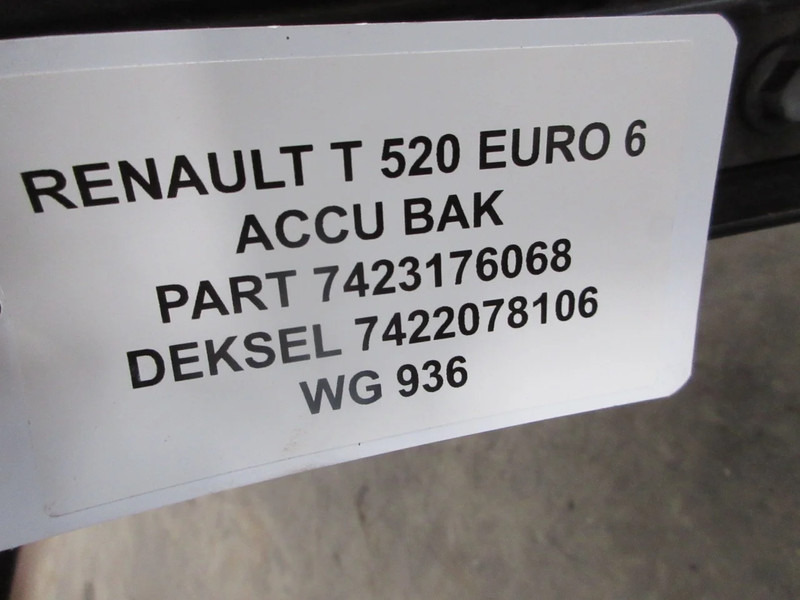 RENAULT T 520 EURO 6
ACCU BAK
PART 7423176068
DEKSEL 7422078106
WG 936